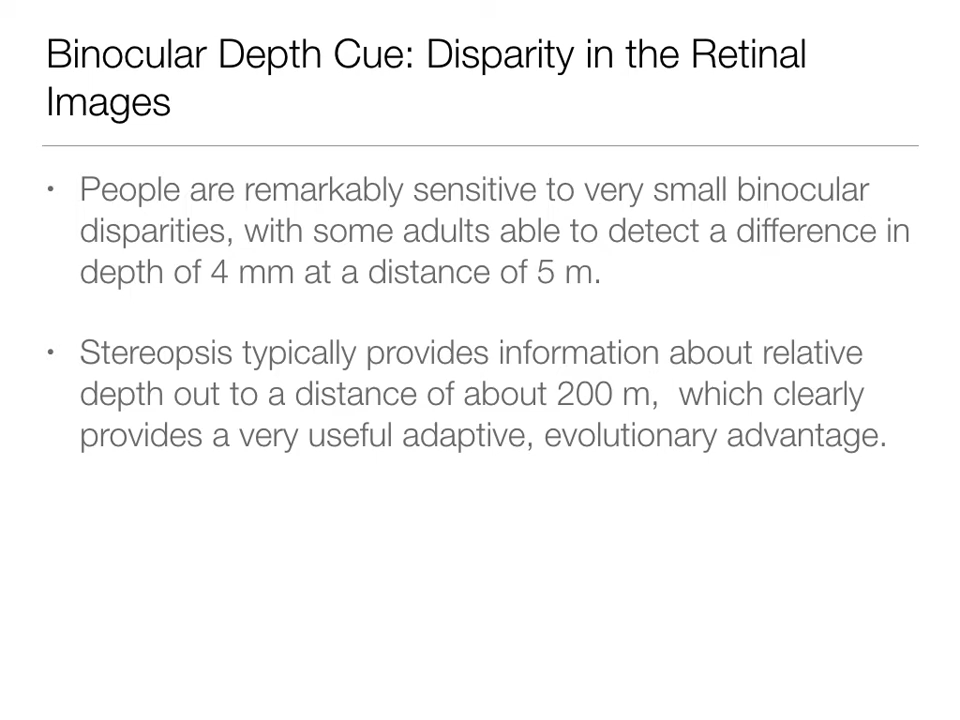 Binocular Depth Cue: Disparity in the Retinal
Images
• People are remarkably sensitive to very small binocular
disparities, with some adults able to detect a difference in
depth of 4 mm at a distance of 5 m.
• Stereopsis typically provides information about relative
depth out to a distance of about 200 m,  which clearly
provides a very useful adaptive, evolutionary advantage.